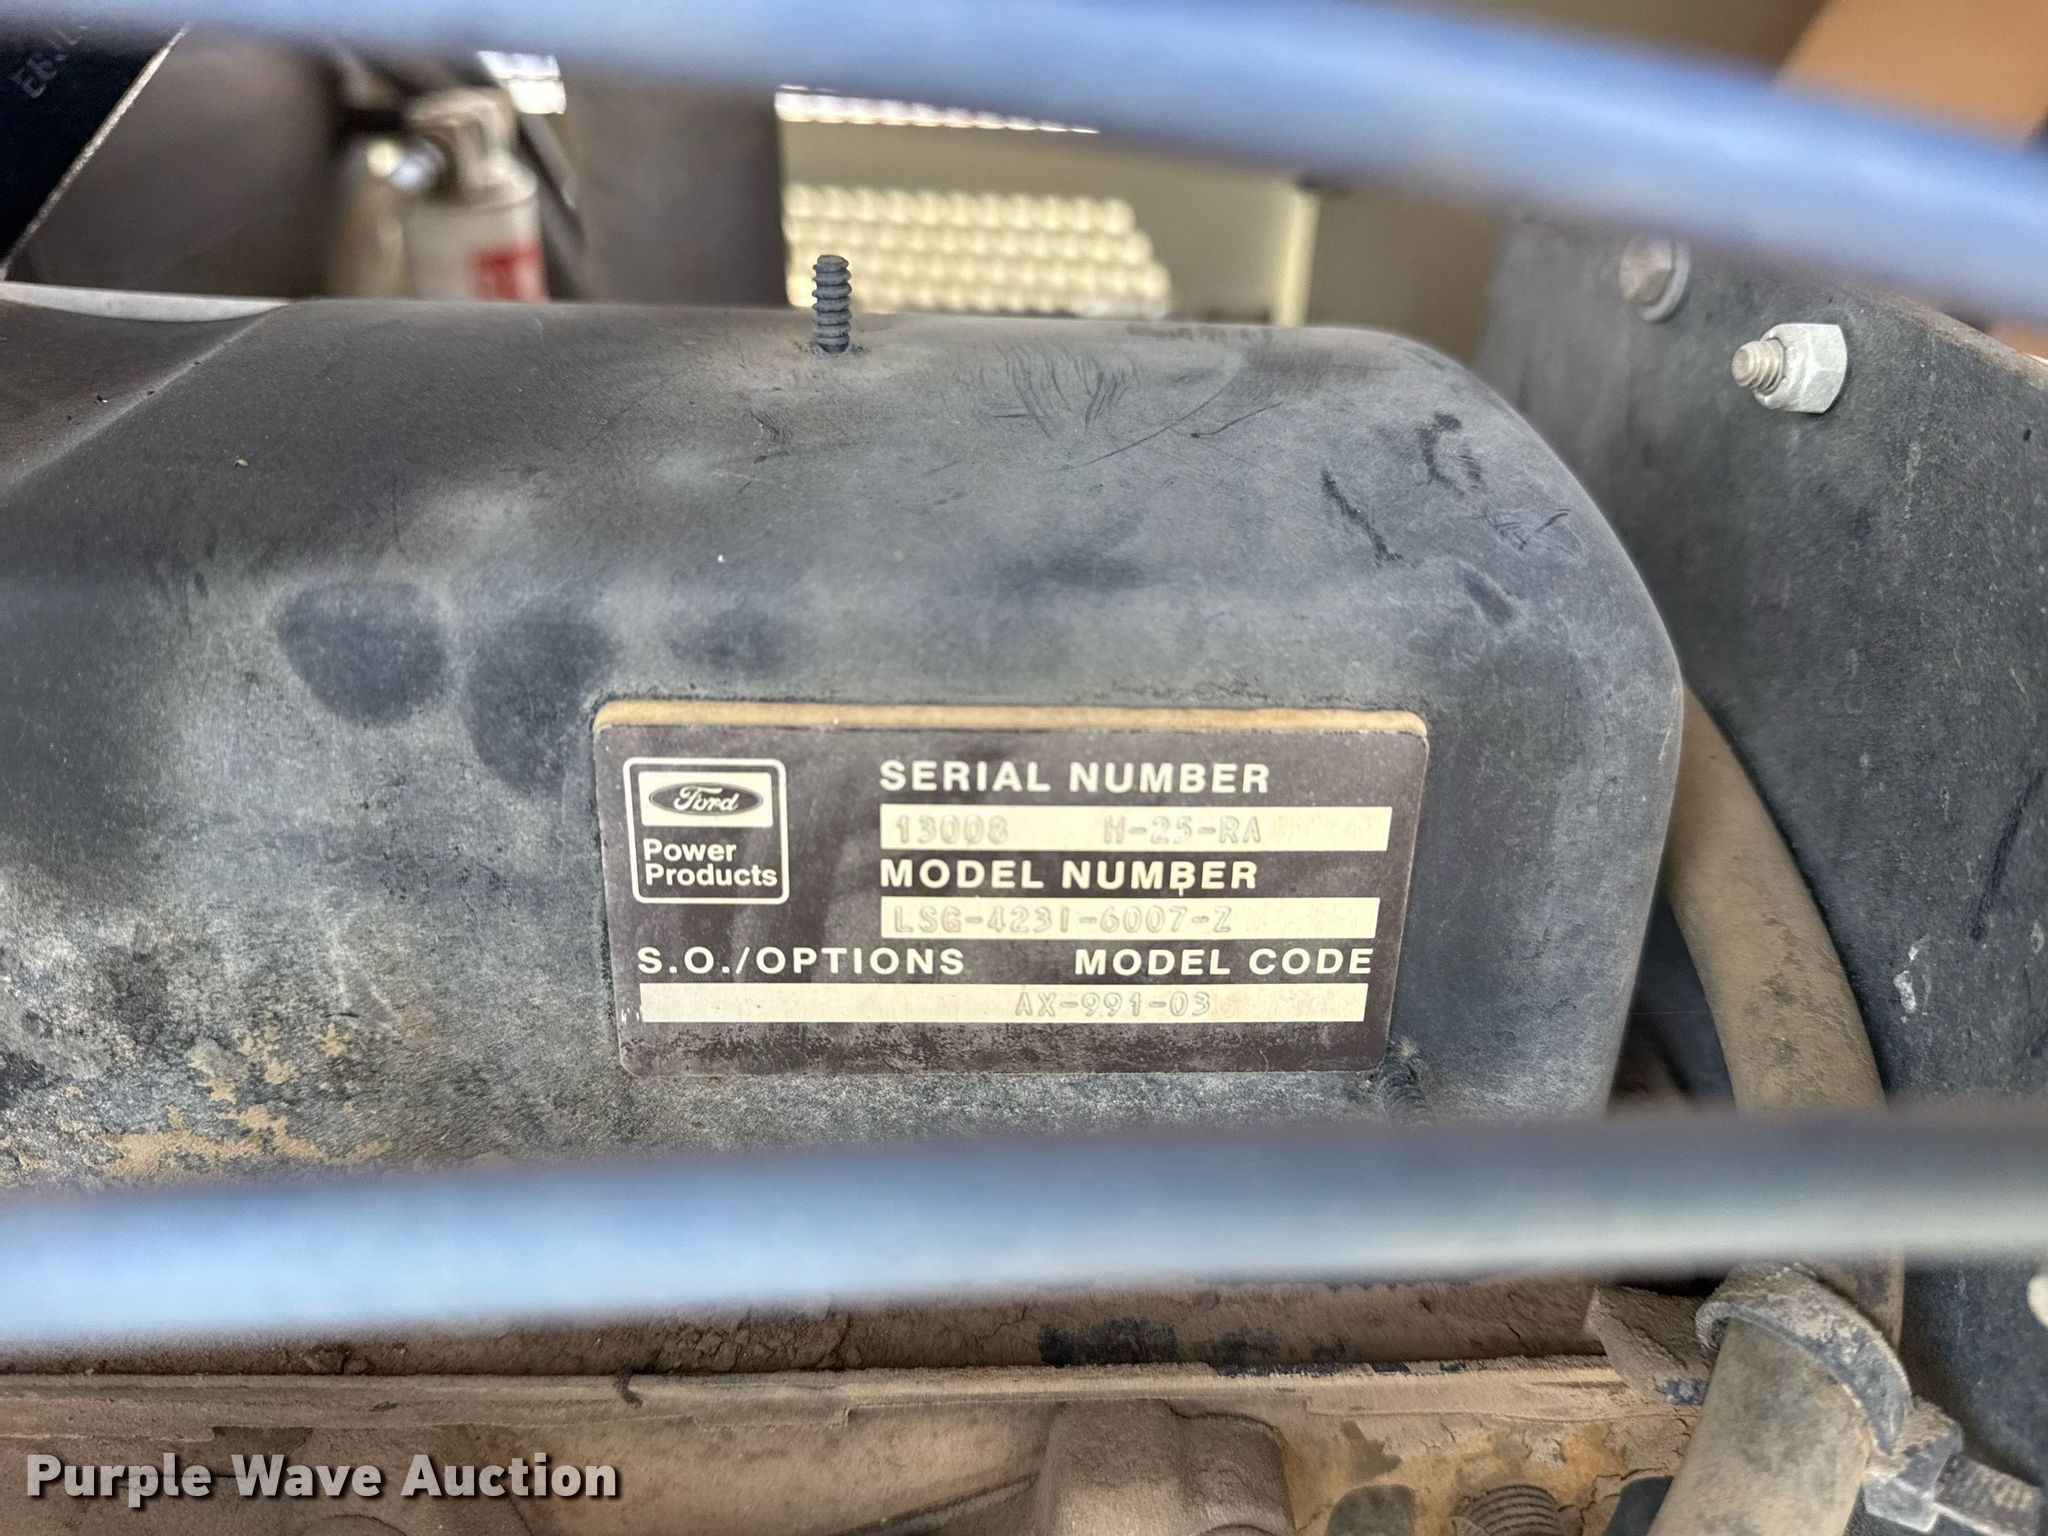 Ford
Power
Products
SERIAL NUMBER
13008 H-25-RA
MODEL NUMBER
LSG-423I-6007-Z
S.O./OPTIONS MODEL CODE
AX-991-03
Purple Wave Auction